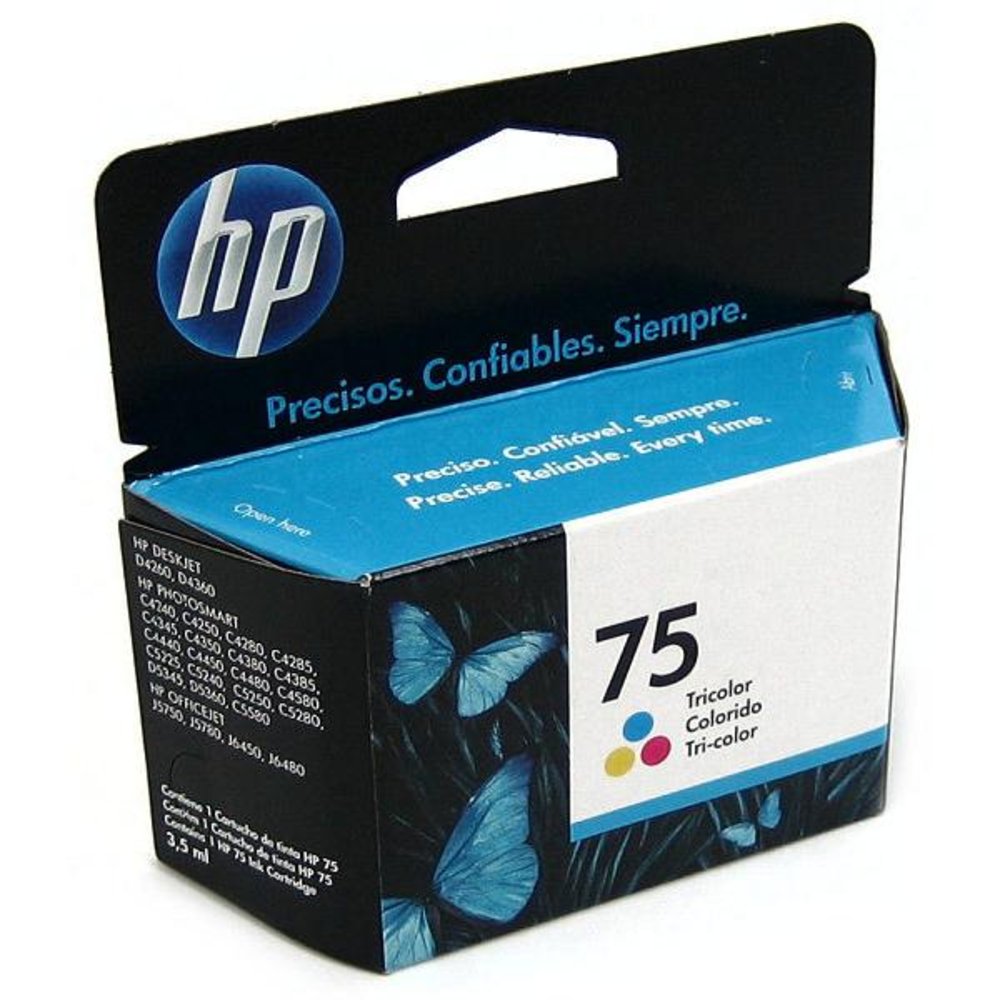 hp
Precisos. Confiables. Siempre.
Preciso. Confiável. Sempre.
Precise. Reliable. Every time.
Open here
HP DESKJET
D4260, D4360
HP PHOTOSMART
C4240, C4250, C4280, C4285,
C4345, C4350, C4380, C4385,
C4440, C4450, C4480, C4580,
C5225, C5240, C5250, C5280,
D5345, D5360, C5580
HP OFFICEJET
J5750, J5780, J6450, J6480
Contiene 1 Cartucho de tinta HP 75
Contém 1 Cartucho de tinta HP 75
Contains 1 HP 75 Ink Cartridge
3,5 ml
75
Tricolor
Colorido
Tri-color